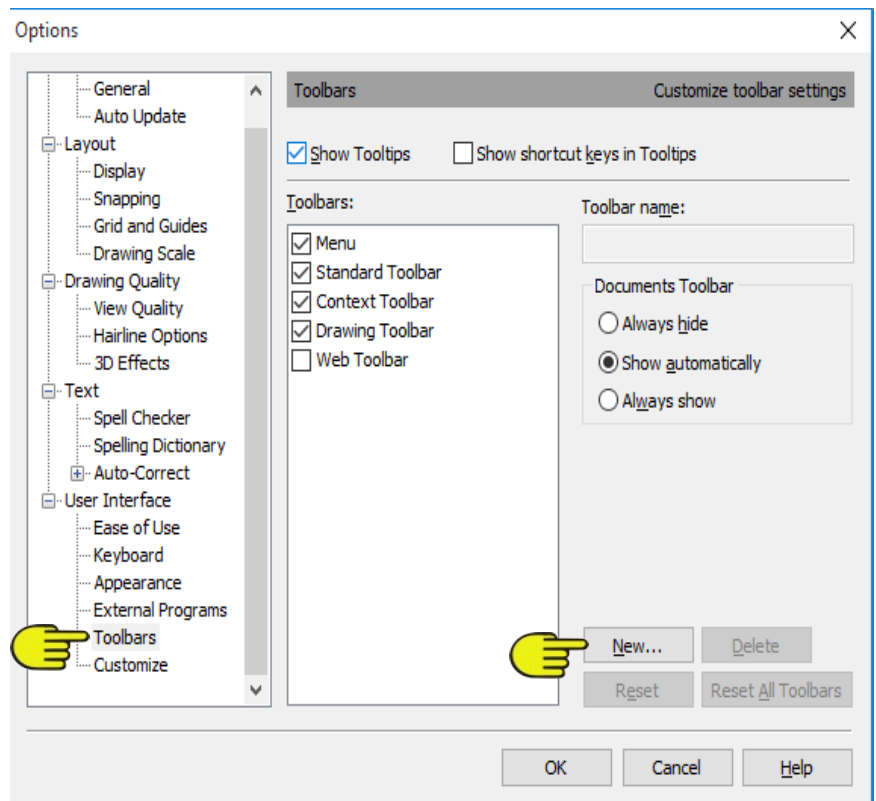 Options
General
Auto Update
Layout
Display
Snapping
Grid and Guides
Drawing Scale
Drawing Quality
View Quality
Hairline Options
3D Effects
Text
Spell Checker
Spelling Dictionary
Auto-Correct
User Interface
Ease of Use
Keyboard
Appearance
External Programs
Toolbars
Customize
Toolbars Customize toolbar settings
Show Tooltips Show shortcut keys in Tooltips
Toolbars:
Menu
Standard Toolbar
Context Toolbar
Drawing Toolbar
Web Toolbar
Toolbar name:
Documents Toolbar
Always hide
Show automatically
Always show
New... Delete
Reset Reset All Toolbars
OK Cancel Help